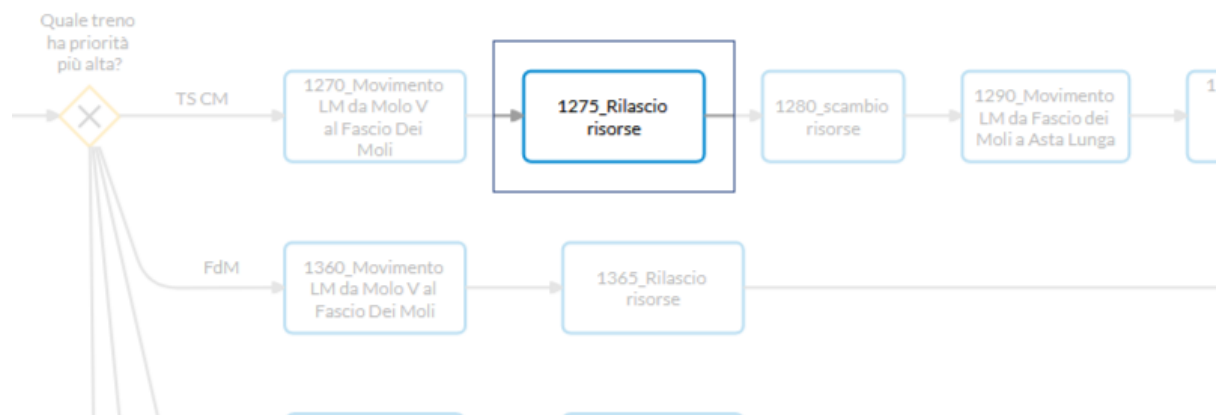 Quale treno
ha priorità
più alta?
TS CM
1270_Movimento
LM da Molo V
al Fascio Dei
Moli
1275_Rilascio
risorse
1280_scambio
risorse
1290_Movimento
LM da Fascio dei
Moli a Asta Lunga
1
FdM
1360_Movimento
LM da Molo V al
Fascio Dei Moli
1365_Rilascio
risorse